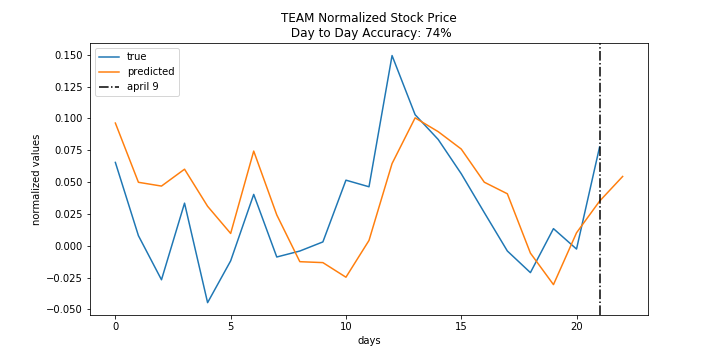 TEAM Normalized Stock Price
Day to Day Accuracy: 74%
true
predicted
april 9
normalized values
0.150
0.125
0.100
0.075
0.050
0.025
0.000
−0.025
−0.050
0 5 10 15 20
days